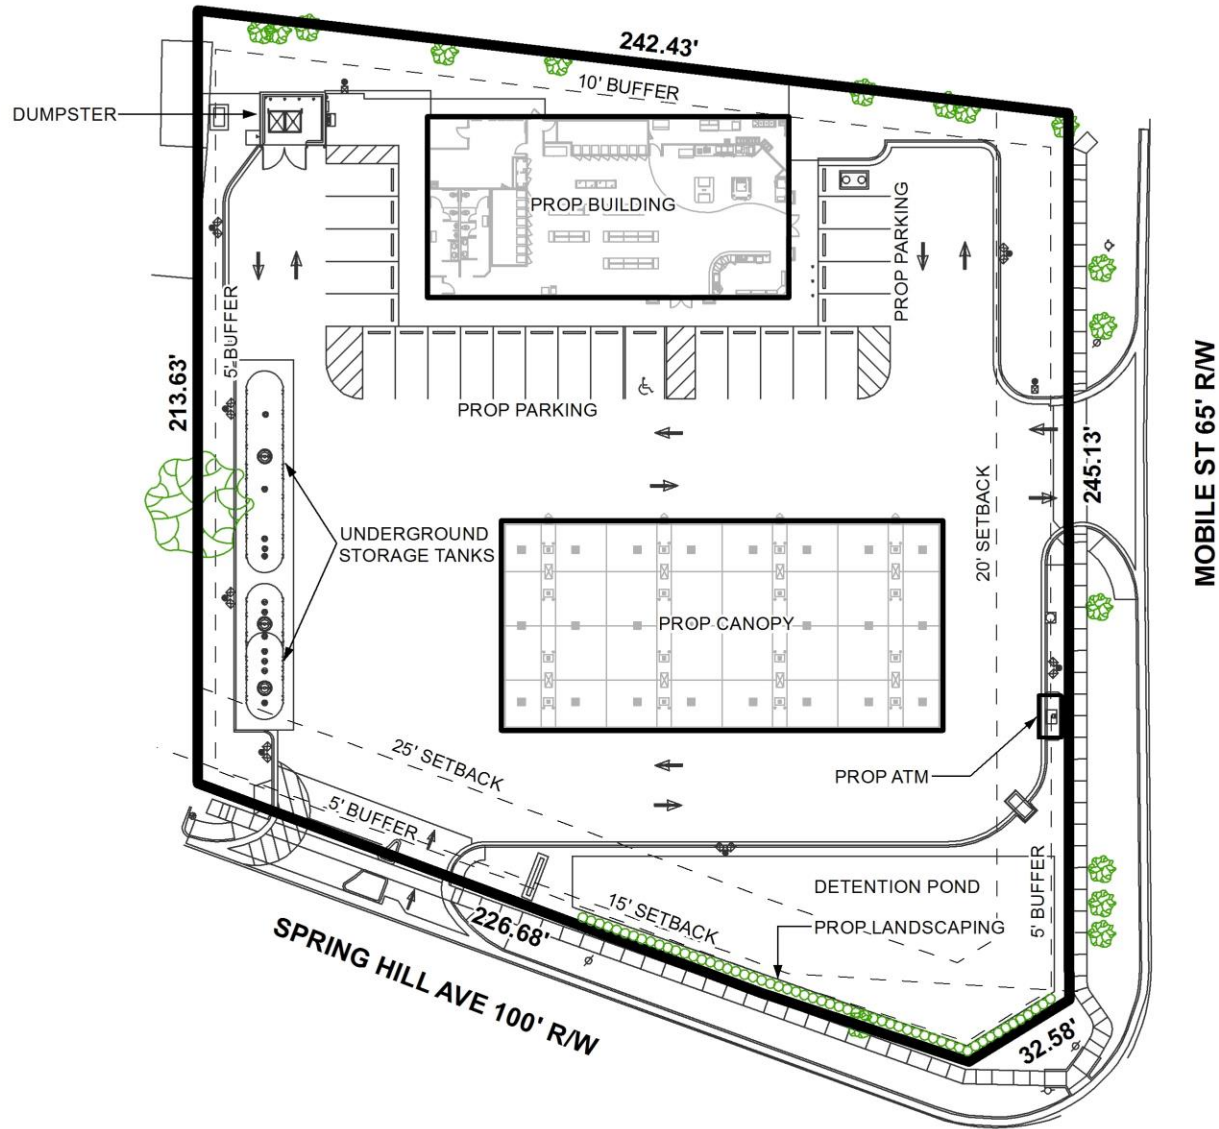 242.43'
10' BUFFER
DUMPSTER
PROP BUILDING
PROP PARKING
5' BUFFER
213.63'
PROP PARKING
MOBILE ST 65' R/W
245.13'
20' SETBACK
UNDERGROUND
STORAGE TANKS
PROP CANOPY
25' SETBACK
PROP ATM
5' BUFFER
DETENTION POND
5' BUFFER
15' SETBACK
PROP LANDSCAPING
226.68'
SPRING HILL AVE 100' R/W
32.58'